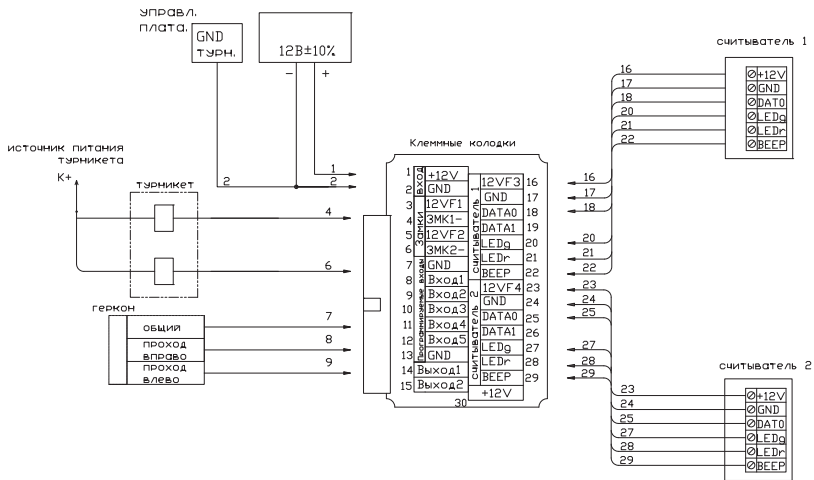 управл.
плата.
GND
турн.
12В±10%
-
+
1
2
2
источник питания
турникета
К+
турникет
4
6
геркон
общий
проход
вправо
проход
влево
7
8
9
Клеммные колодки
вход
Замки
Программируемые входы
1 +12V
2 GND
3 12VF1
4 ЗМК1-
5 12VF2
6 ЗМК2-
7 GND
8 Вход1
9 Вход2
10 Вход3
11 Вход4
12 Вход5
13 GND
14 Выход1
15 Выход2
считыватель 1
считыватель 2
12VF3 16
GND 17
DATA0 18
DATA1 19
LEDg 20
LEDr 21
BEEP 22
12VF4 23
GND 24
DATA0 25
DATA1 26
LEDg 27
LEDr 28
BEEP 29
+12V
30
16
17
18
20
21
22
23
24
25
27
28
29
считыватель 1
16 +12V
17 GND
18 DAT0
20 LEDg
21 LEDr
22 BEEP
считыватель 2
23 +12V
24 GND
25 DAT0
27 LEDg
28 LEDr
29 BEEP